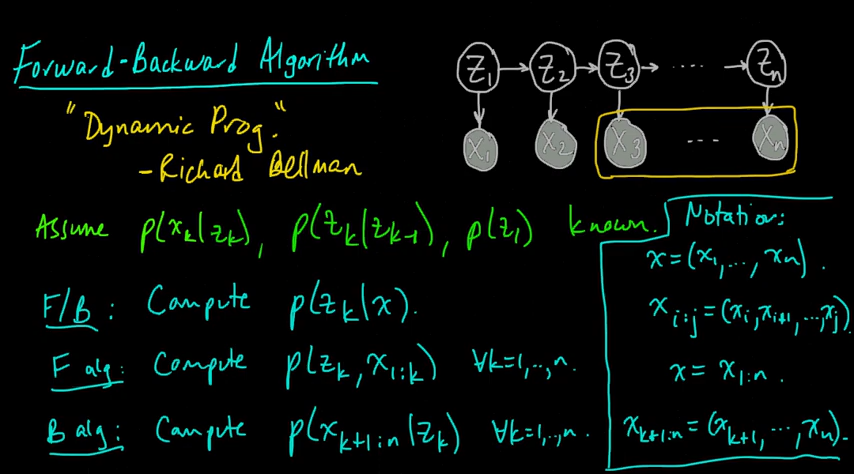 Forward-Backward Algorithm
"Dynamic Prog."
-Richard Bellman
z₁ z₂ z₃ ..... zₙ
x₁ x₂ x₃ --- xₙ
Assume p(xₖ|zₖ), p(zₖ|zₖ₋₁), p(z₁) known.
F/B: Compute p(zₖ|x).
F alg: Compute p(zₖ, x₁:ₖ) ∀k=1,..,n.
B alg: Compute p(xₖ₊₁:ₙ|zₖ) ∀k=1,..,n.
Notation:
x=(x₁,..., xₙ).
xᵢ:ⱼ=(xᵢ,xᵢ₊₁,...,xⱼ)
x = x₁:ₙ.
xₖ₊₁:ₙ=(xₖ₊₁,...,xₙ).